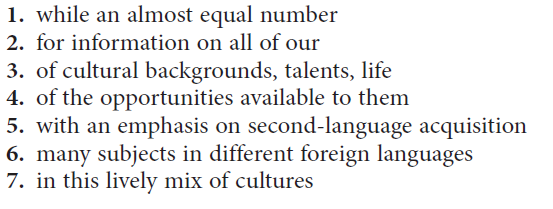 1. while an almost equal number
2. for information on all of our
3. of cultural backgrounds, talents, life
4. of the opportunities available to them
5. with an emphasis on second-language acquisition
6. many subjects in different foreign languages
7. in this lively mix of cultures